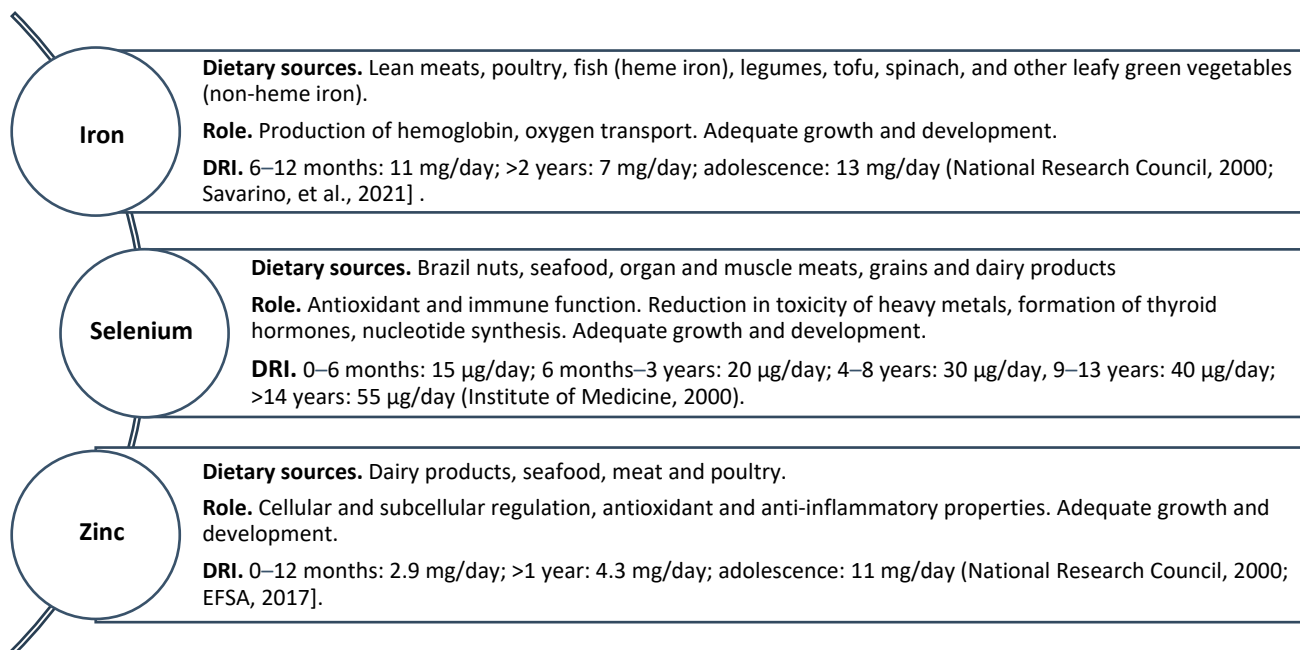 Iron
Dietary sources. Lean meats, poultry, fish (heme iron), legumes, tofu, spinach, and other leafy green vegetables
(non-heme iron).
Role. Production of hemoglobin, oxygen transport. Adequate growth and development.
DRI. 6–12 months: 11 mg/day; >2 years: 7 mg/day; adolescence: 13 mg/day (National Research Council, 2000;
Savarino, et al., 2021] .
Selenium
Dietary sources. Brazil nuts, seafood, organ and muscle meats, grains and dairy products
Role. Antioxidant and immune function. Reduction in toxicity of heavy metals, formation of thyroid
hormones, nucleotide synthesis. Adequate growth and development.
DRI. 0–6 months: 15 µg/day; 6 months–3 years: 20 µg/day; 4–8 years: 30 µg/day, 9–13 years: 40 µg/day;
>14 years: 55 µg/day (Institute of Medicine, 2000).
Zinc
Dietary sources. Dairy products, seafood, meat and poultry.
Role. Cellular and subcellular regulation, antioxidant and anti-inflammatory properties. Adequate growth and
development.
DRI. 0–12 months: 2.9 mg/day; >1 year: 4.3 mg/day; adolescence: 11 mg/day (National Research Council, 2000;
EFSA, 2017].